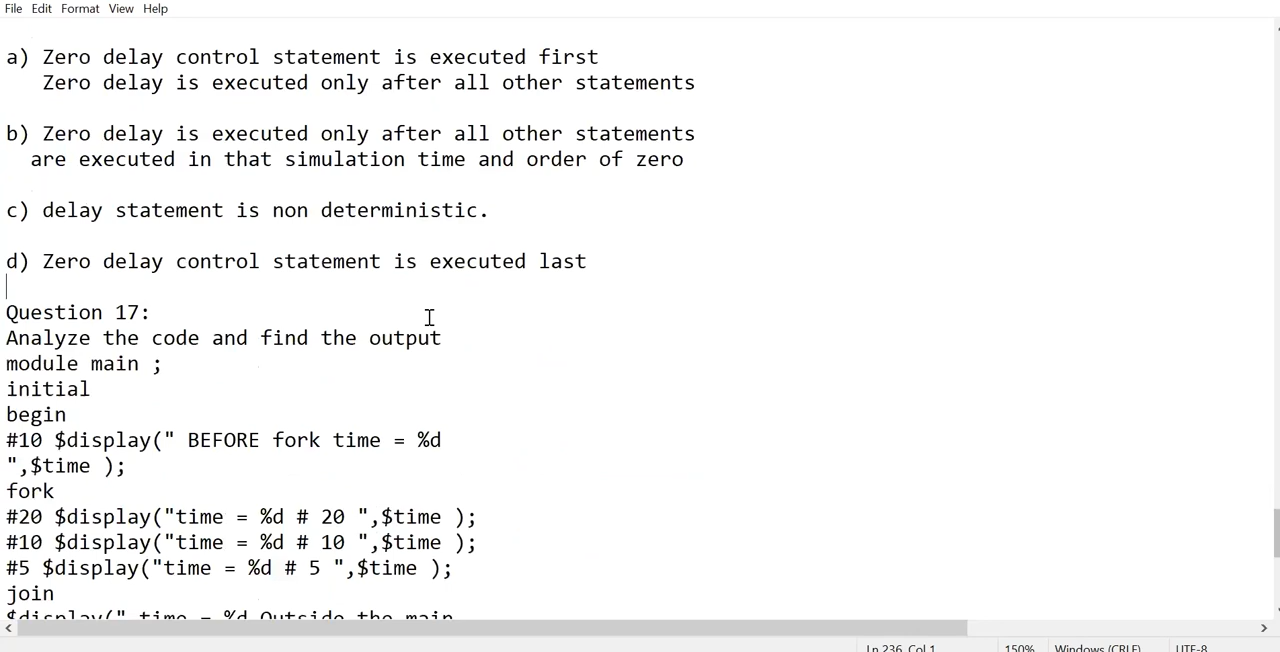 File Edit Format View Help
a) Zero delay control statement is executed first
Zero delay is executed only after all other statements
b) Zero delay is executed only after all other statements
are executed in that simulation time and order of zero
c) delay statement is non deterministic.
d) Zero delay control statement is executed last
Question 17:
Analyze the code and find the output
module main ;
initial
begin
#10 $display(" BEFORE fork time = %d
",$time );
fork
#20 $display("time = %d # 20 ",$time );
#10 $display("time = %d # 10 ",$time );
#5 $display("time = %d # 5 ",$time );
join
$display(" time = %d Outside the main
Ln 236, Col 1 150% Windows (CRLF) UTF-8